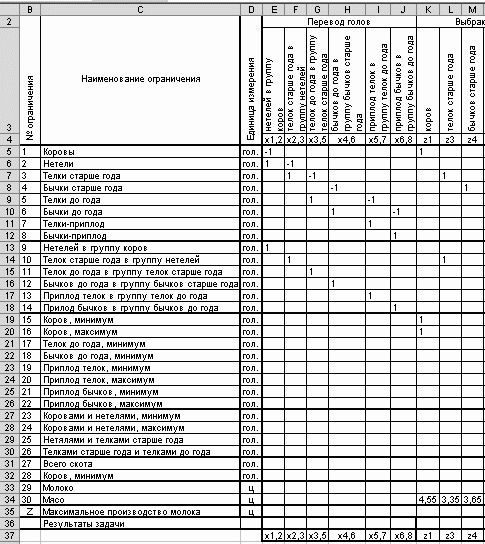 B C D E F G H I J K L M
2 Перевод голов Выбрак
3 № ограничения Наименование ограничения Единица измерения нетелей в группу коров телок старше года в группу нетелей телок до года в группу телок старше года бычков до года в группу бычков старше года приплод телок в группу телок до года приплод бычков в группу бычков до года коров телок старше года бычков старше года
4 x1,2 x2,3 x3,5 x4,6 x5,7 x6,8 z1 z3 z4
5 1 Коровы гол. -1 1
6 2 Нетели гол. 1 -1
7 3 Телки старше года гол. 1 -1 1
8 4 Бычки старше года гол. -1 1
9 5 Телки до года гол. 1 -1
10 6 Бычки до года гол. 1 -1
11 7 Телки-приплод гол. 1
12 8 Бычки-приплод гол. 1
13 9 Нетелей в группу коров гол. 1
14 10 Телок старше года в группу нетелей гол. 1 1
15 11 Телок до года в группу телок старше года гол. 1
16 12 Бычков до года в группу бычков старше года гол. 1
17 13 Приплод телок в группу телок до года гол. 1
18 14 Прилод бычков в группу бычков до года гол. 1
19 15 Коров, минимум гол. 1
20 16 Коров, максимум гол. 1
21 17 Телок до года, минимум гол.
22 18 Бычков до года, минимум гол.
23 19 Приплод телок, минимум гол.
24 20 Приплод телок, максимум гол.
25 21 Приплод бычков, минимум гол.
26 22 Приплод бычков, максимум гол.
27 23 Коровами и нетелями, минимум гол.
28 24 Коровами и нетелями, максимум гол.
29 25 Нетялями и телками старше года гол.
30 26 Телками старше года и телками до года гол.
31 27 Всего скота гол.
32 28 Коров, минимум гол.
33 29 Молоко ц
34 30 Мясо ц 4,55 3,35 3,65
35 Z Максимальное производство молока ц
36 Результаты задачи
37 x1,2 x2,3 x3,5 x4,6 x5,7 x6,8 z1 z3 z4